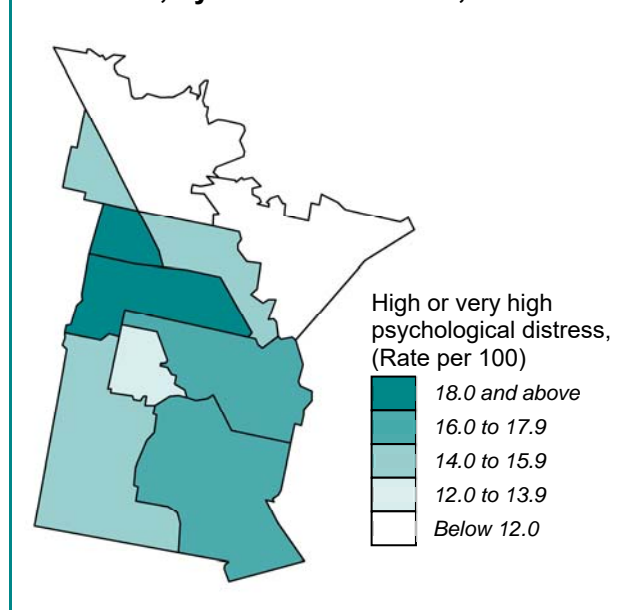 High or very high
psychological distress,
(Rate per 100)
18.0 and above
16.0 to 17.9
14.0 to 15.9
12.0 to 13.9
Below 12.0